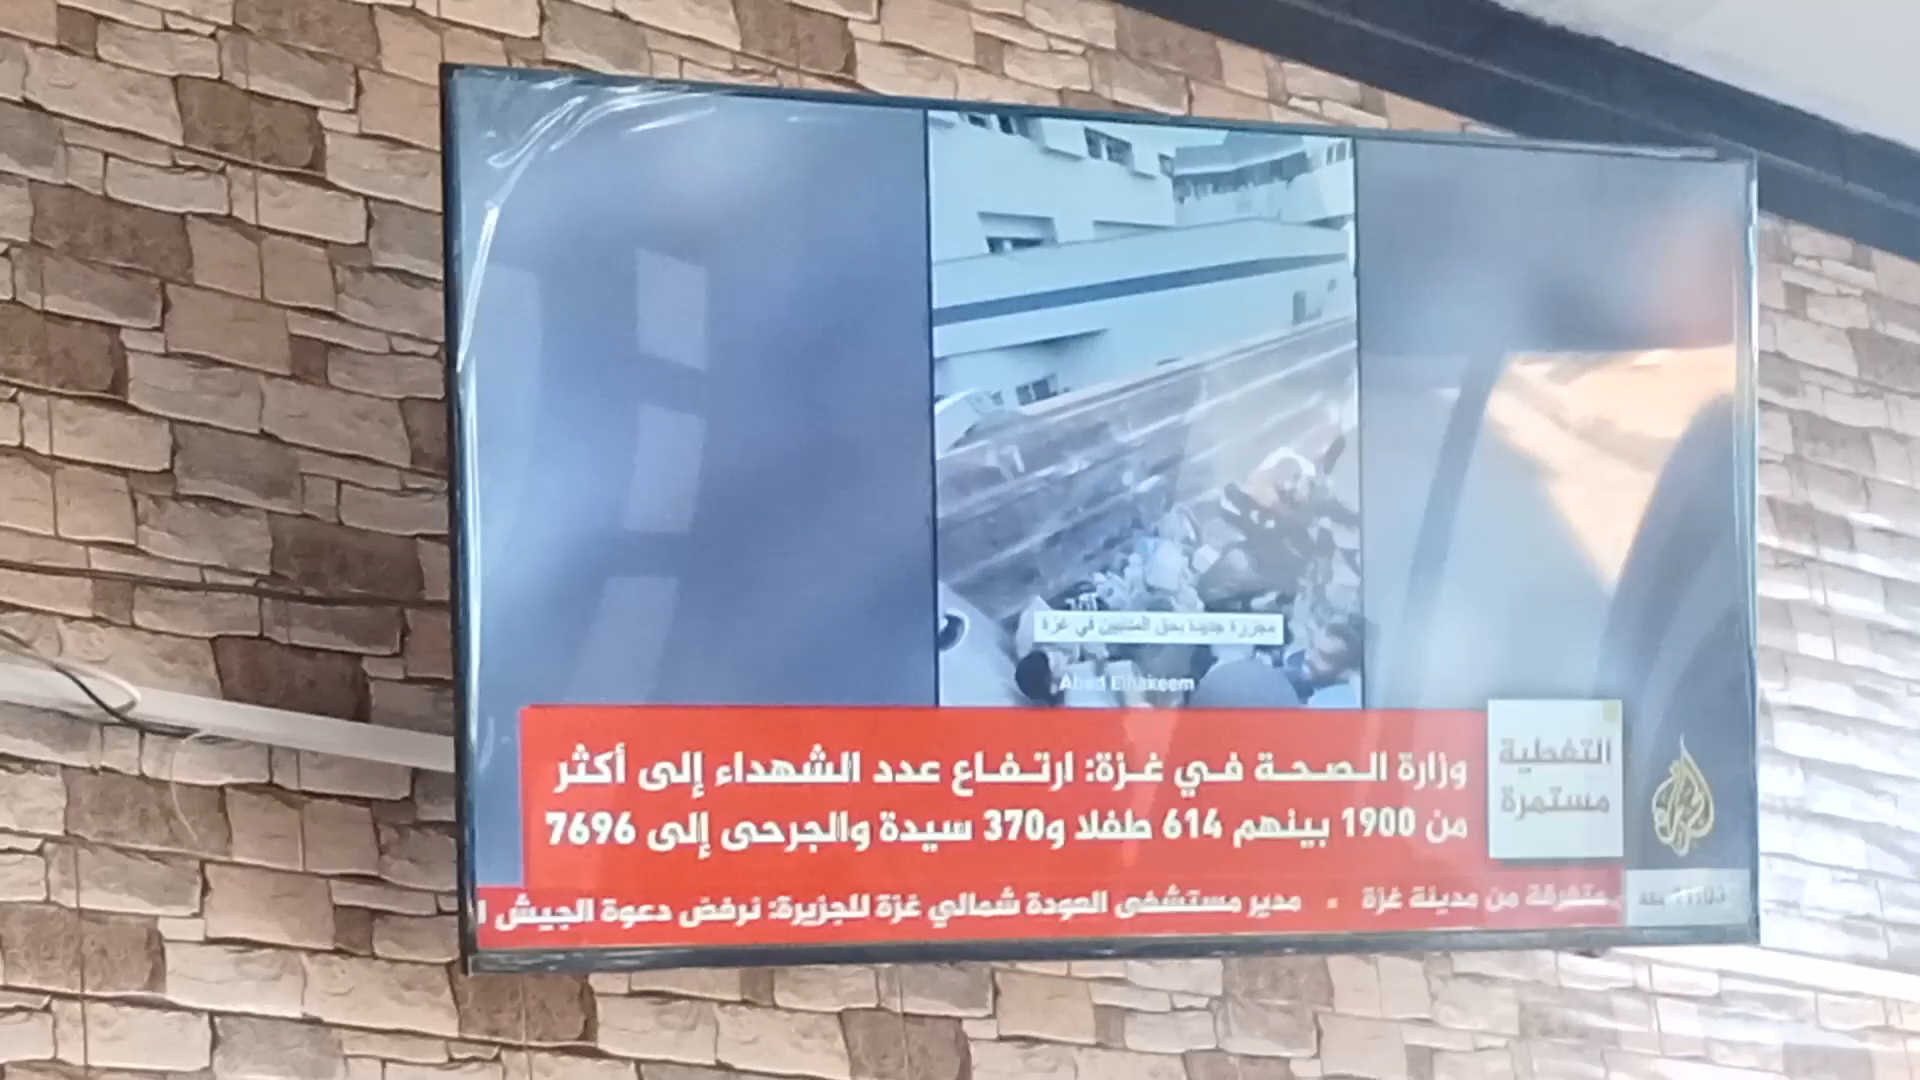 مجزرة جديدة بحق المدنيين في غزة
Abed Elhakeem
وزارة الصحة في غزة: ارتفاع عدد الشهداء إلى أكثر
من 1900 بينهم 614 طفلا و370 سيدة والجرحى إلى 7696
التغطية
مستمرة
متفرقة من مدينة غزة • مدير مستشفى العودة شمالي غزة للجزيرة: نرفض دعوة الجيش ا